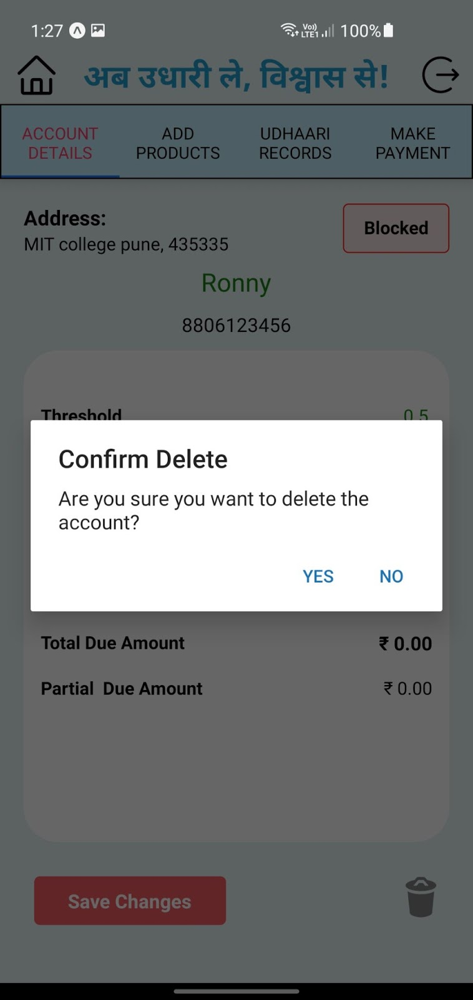 1:27
Vo)) LTE1 100%
अब उधारी ले, विश्वास से!
ACCOUNT DETAILS
ADD PRODUCTS
UDHAARI RECORDS
MAKE PAYMENT
Address:
MIT college pune, 435335
Blocked
Ronny
8806123456
Threshold 0.5
Confirm Delete
Are you sure you want to delete the
account?
YES NO
Total Due Amount ₹ 0.00
Partial Due Amount ₹ 0.00
Save Changes